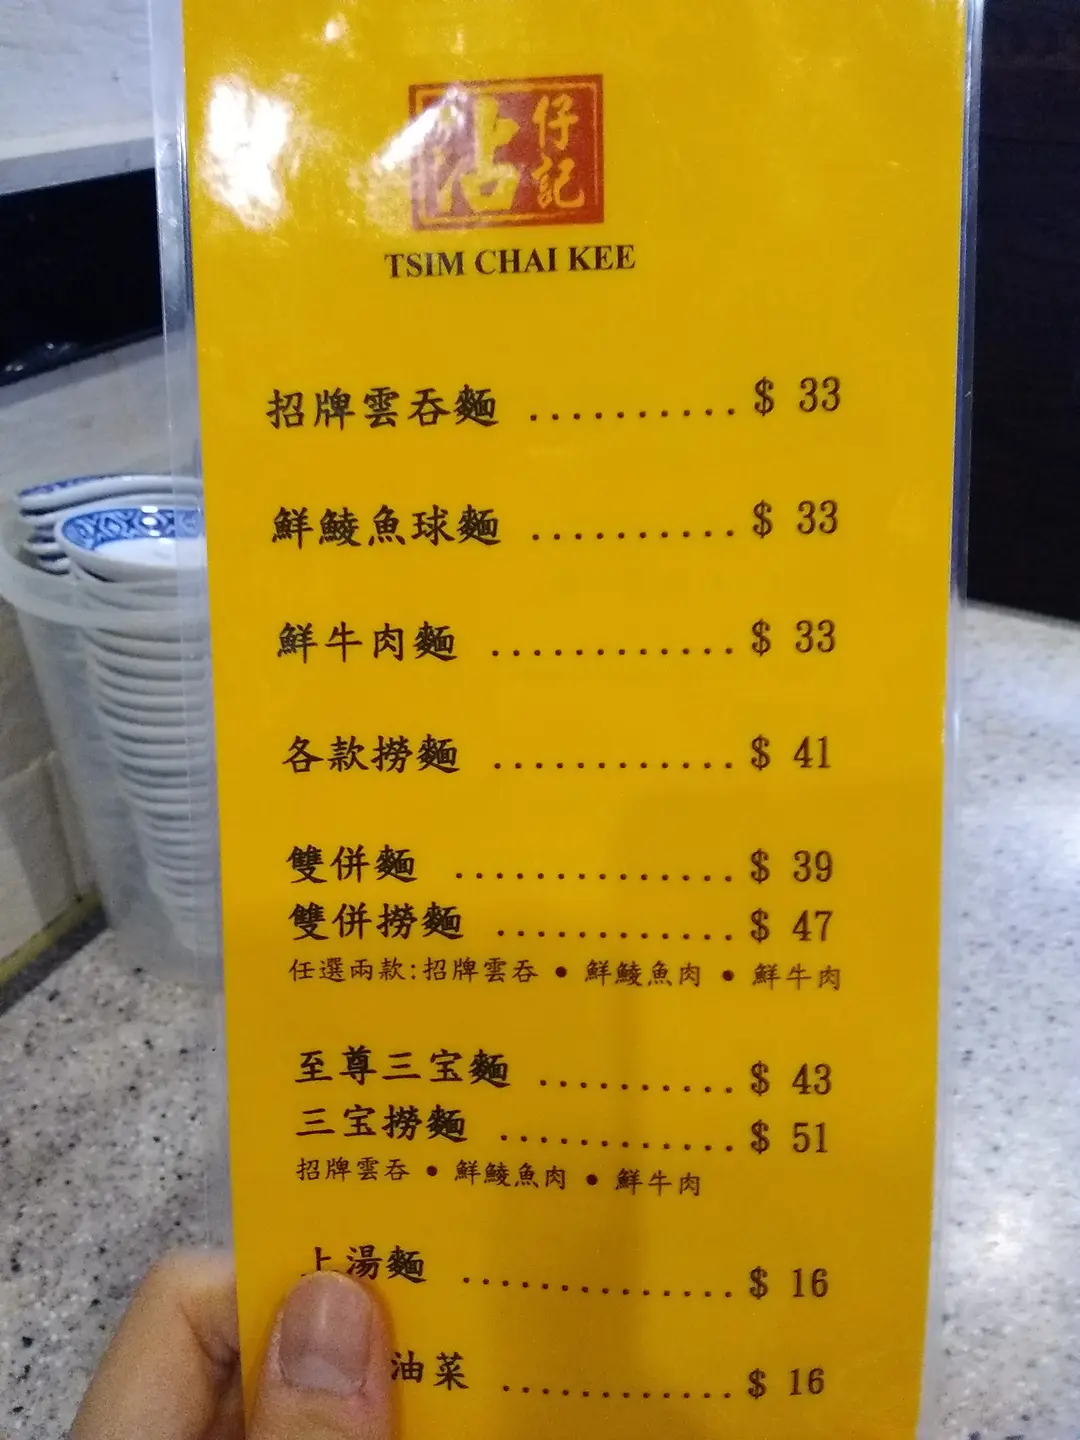 沾仔記
TSIM CHAI KEE
招牌雲吞麵 .......... $ 33
鮮鯪魚球麵 .......... $ 33
鮮牛肉麵 ............ $ 33
各款撈麵 ............ $ 41
雙併麵 .............. $ 39
雙併撈麵 ............ $ 47
任選兩款:招牌雲吞 • 鮮鯪魚肉 • 鮮牛肉
至尊三宝麵 .......... $ 43
三宝撈麵 ............ $ 51
招牌雲吞 • 鮮鯪魚肉 • 鮮牛肉
上湯麵 ............. $ 16
油菜 ............ $ 16